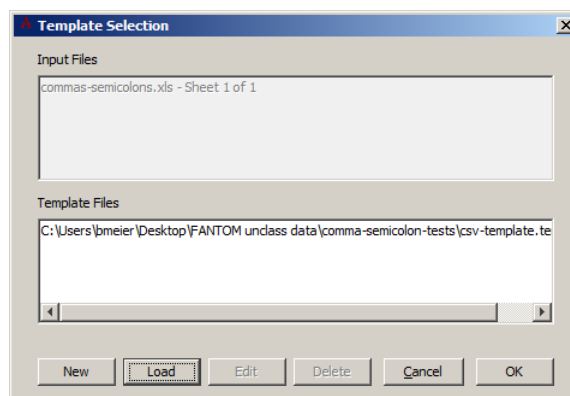 Template Selection
Input Files
commas-semicolons.xls - Sheet 1 of 1
Template Files
C:\Users\bmeier\Desktop\FANTOM unclass data\comma-semicolon-tests\csv-template.te
New Load Edit Delete Cancel OK